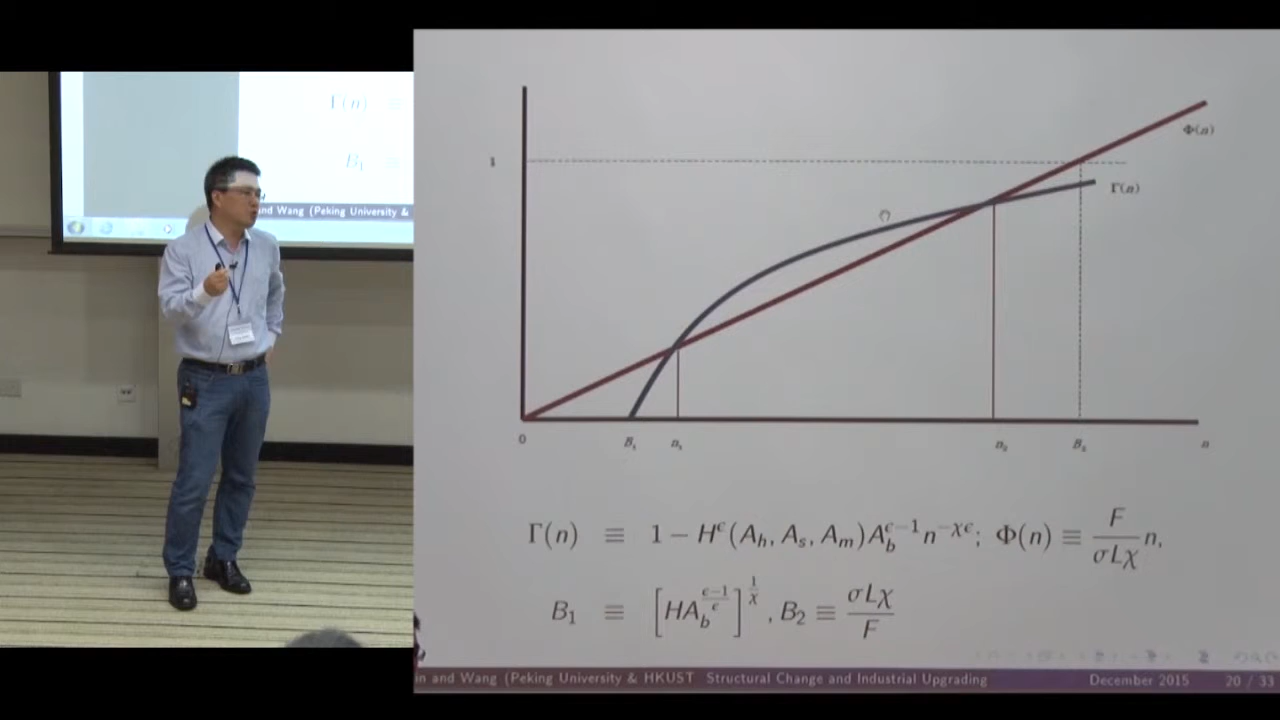 Γ(n) ≡
B₁ ≡
and Wang (Peking University &
Φ(n)
1
Γ(n)
0 B₁ n₁ n₂ B₂ n
Γ(n) ≡ 1 − H^ϵ(A_h, A_s, A_m)A_b^{ϵ−1}n^{−χϵ}; Φ(n) ≡ F/(σLχ) n,
B₁ ≡ [HA_b^{(ϵ−1)/ϵ}]^{1/χ}, B₂ ≡ σLχ/F
in and Wang (Peking University & HKUST Structural Change and Industrial Upgrading December 2015 20 / 33